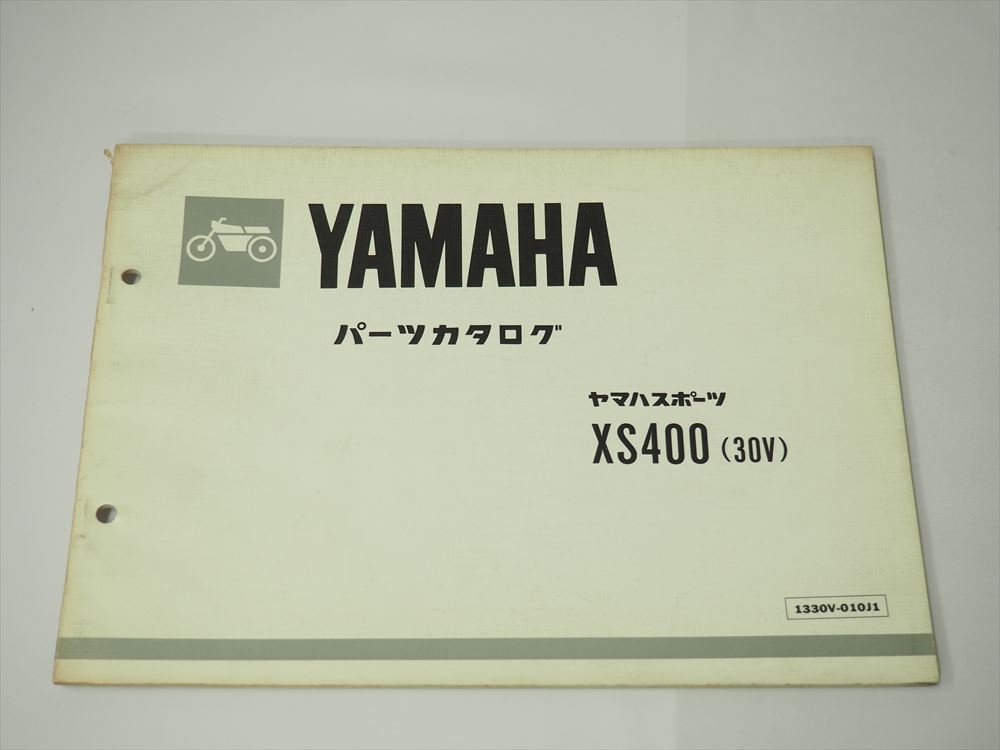 YAMAHA
パーツカタログ
ヤマハスポーツ
XS400 (30V)
1330V-010J1